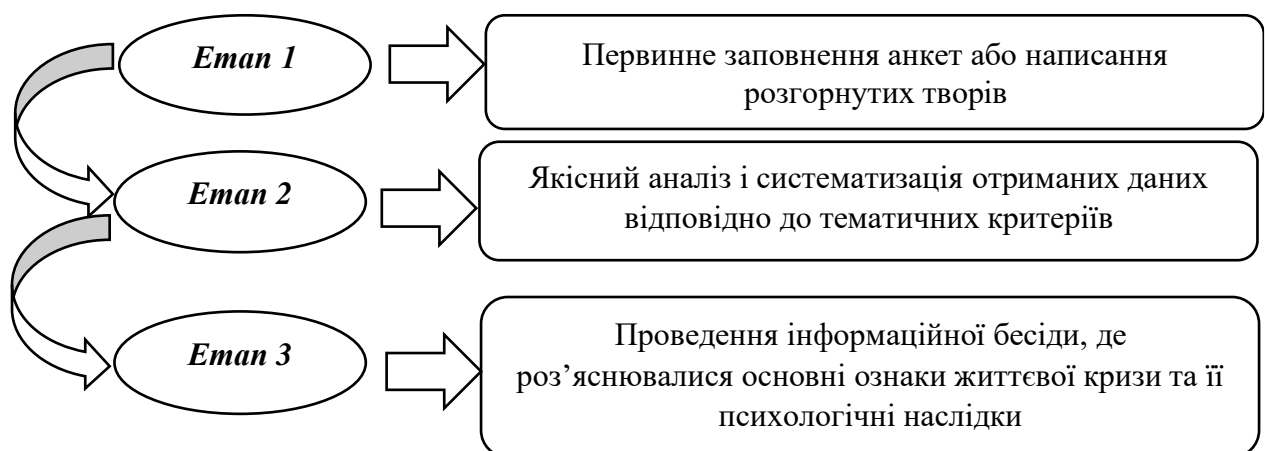 Етап 1
Первинне заповнення анкет або написання
розгорнутих творів
Етап 2
Якісний аналіз і систематизація отриманих даних
відповідно до тематичних критеріїв
Етап 3
Проведення інформаційної бесіди, де
роз’яснювалися основні ознаки життєвої кризи та її
психологічні наслідки